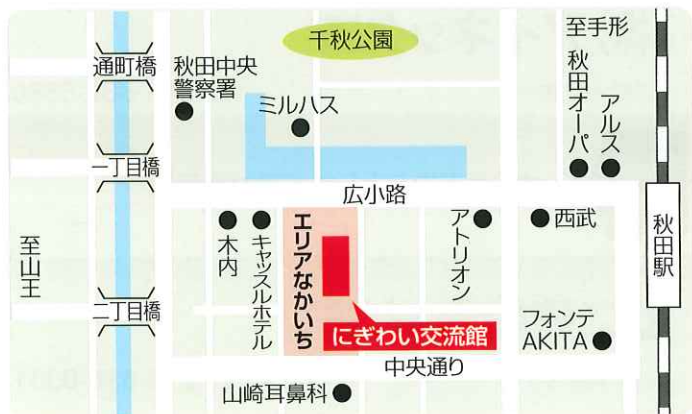 千秋公園
至手形
通町橋
秋田中央
警察署
ミルハス
秋田オーパ
アルス
一丁目橋
広小路
至山王
木内
キャッスルホテル
エリアなかいち
アトリオン
西武
秋田駅
二丁目橋
にぎわい交流館
フォンテ
AKITA
中央通り
山崎耳鼻科